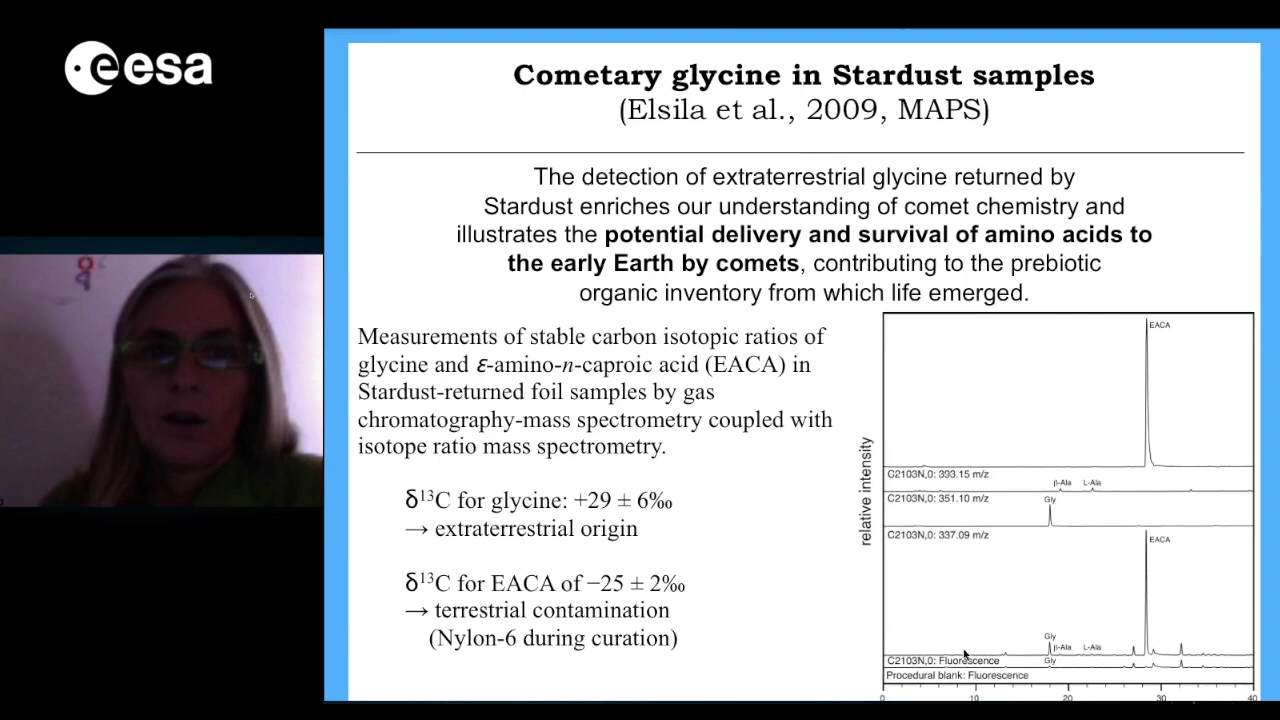 esa
Cometary glycine in Stardust samples
(Elsila et al., 2009, MAPS)
The detection of extraterrestrial glycine returned by
Stardust enriches our understanding of comet chemistry and
illustrates the potential delivery and survival of amino acids to
the early Earth by comets, contributing to the prebiotic
organic inventory from which life emerged.
Measurements of stable carbon isotopic ratios of
glycine and ε-amino-n-caproic acid (EACA) in
Stardust-returned foil samples by gas
chromatography-mass spectrometry coupled with
isotope ratio mass spectrometry.
δ¹³C for glycine: +29 ± 6‰
→ extraterrestrial origin
δ¹³C for EACA of −25 ± 2‰
→ terrestrial contamination
(Nylon-6 during curation)
relative intensity
EACA
C2103N,0: 393.15 m/z
β-Ala L-Ala
C2103N,0: 351.10 m/z
Gly
C2103N,0: 337.09 m/z
EACA
Gly
β-Ala L-Ala
C2103N,0: Fluorescence
Gly
Procedural blank: Fluorescence
0 10 20 30 40